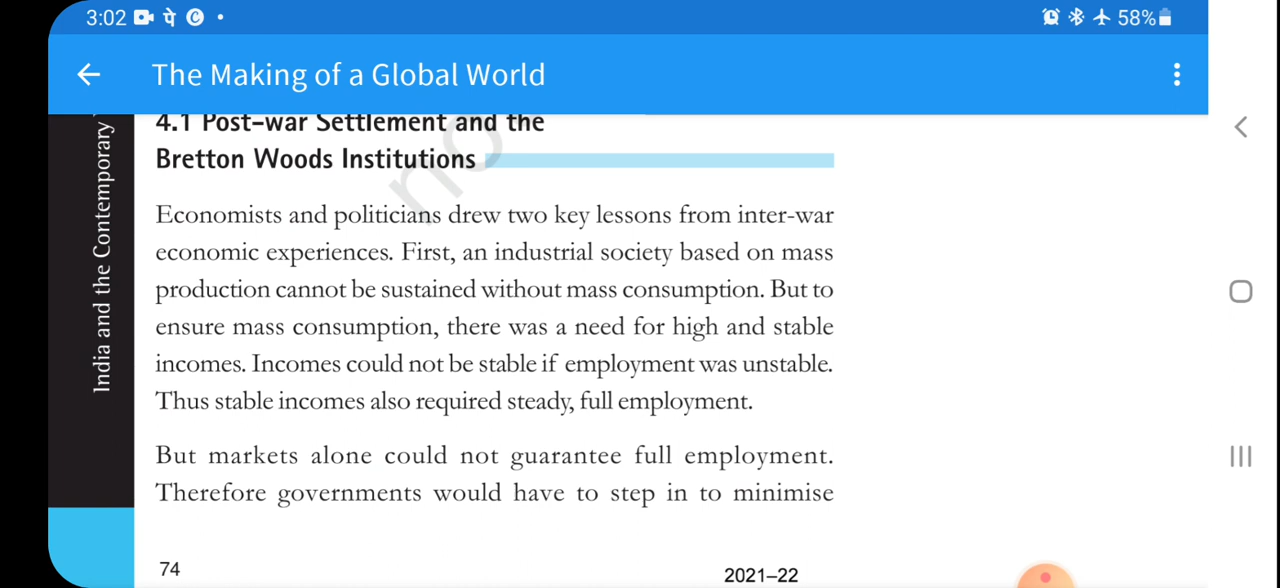 3:02 पे C
58%
The Making of a Global World
4.1 Post-war Settlement and the
Bretton Woods Institutions
no
India and the Contemporary
Economists and politicians drew two key lessons from inter-war
economic experiences. First, an industrial society based on mass
production cannot be sustained without mass consumption. But to
ensure mass consumption, there was a need for high and stable
incomes. Incomes could not be stable if employment was unstable.
Thus stable incomes also required steady, full employment.
But markets alone could not guarantee full employment.
Therefore governments would have to step in to minimise
74
2021–22